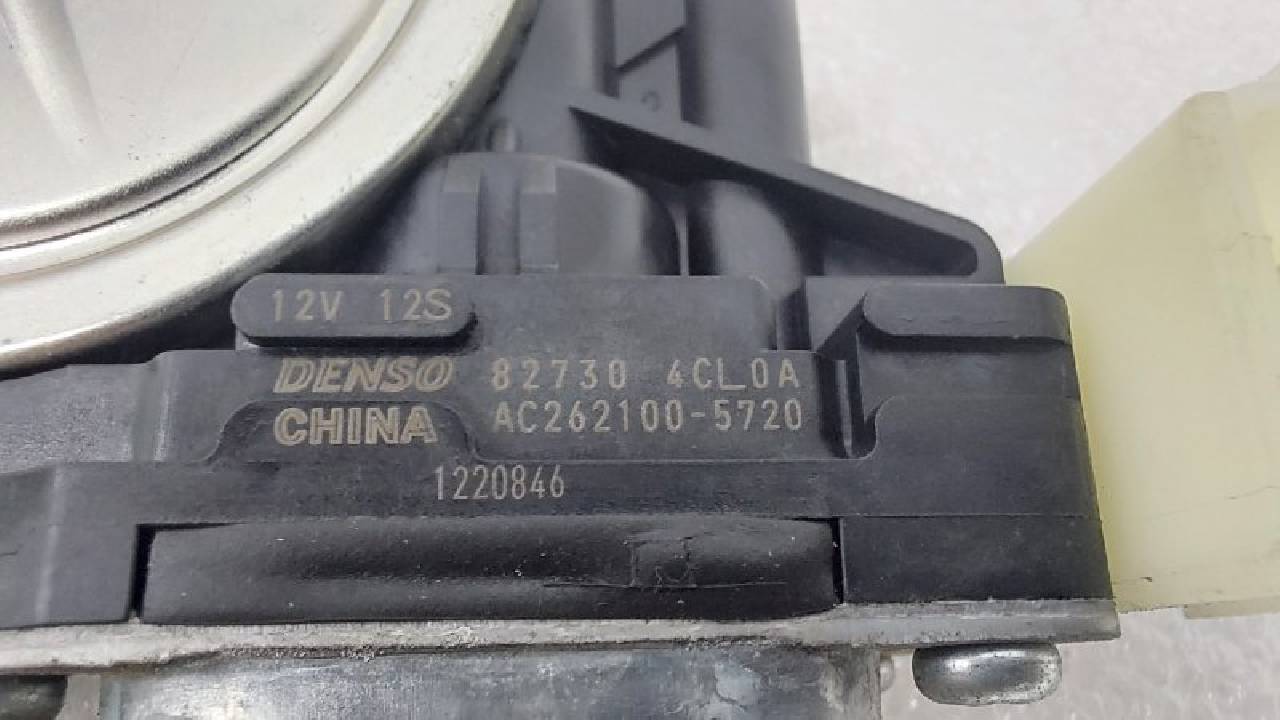 12V 12S
DENSO 82730 4CL0A
CHINA AC262100-5720
1220846